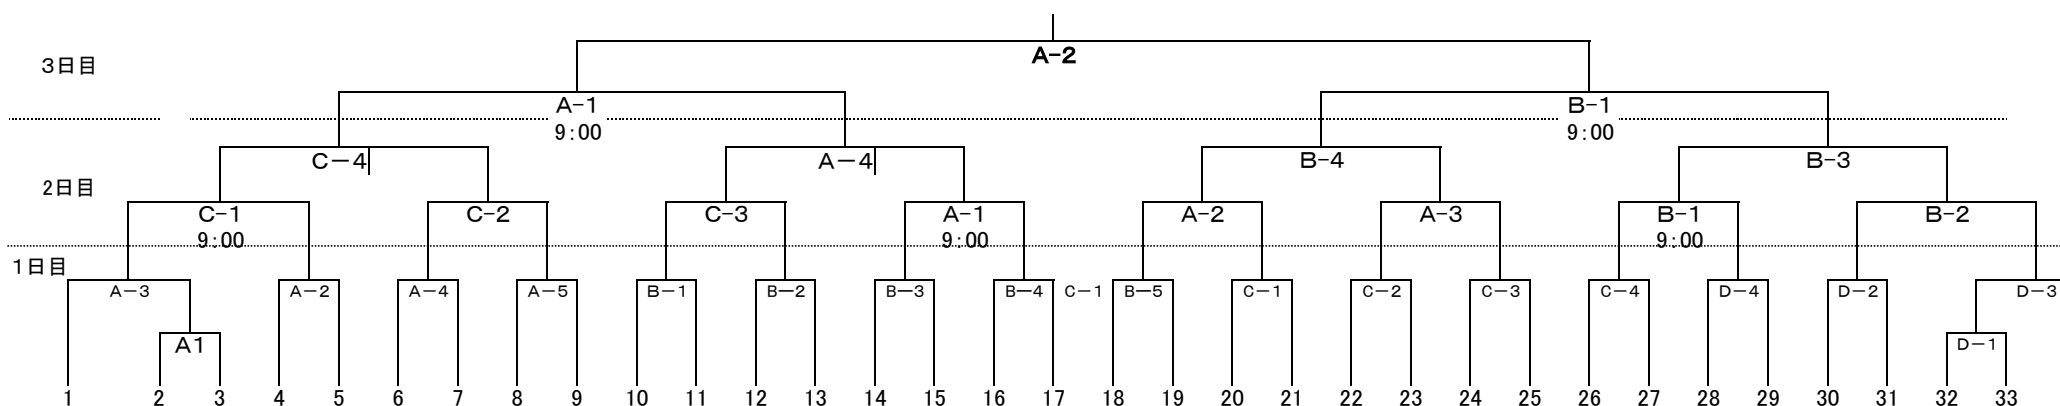 A-2
3日目
A-1 B-1
9:00 9:00
C-4 A-4 B-4 B-3
2日目
C-1 C-2 C-3 A-1 A-2 A-3 B-1 B-2
9:00 9:00 9:00
1日目
A-3 A-2 A-4 A-5 B-1 B-2 B-3 B-4 C-1 B-5 C-1 C-2 C-3 C-4 D-4 D-2 D-3
A1 D-1
1 2 3 4 5 6 7 8 9 10 11 12 13 14 15 16 17 18 19 20 21 22 23 24 25 26 27 28 29 30 31 32 33